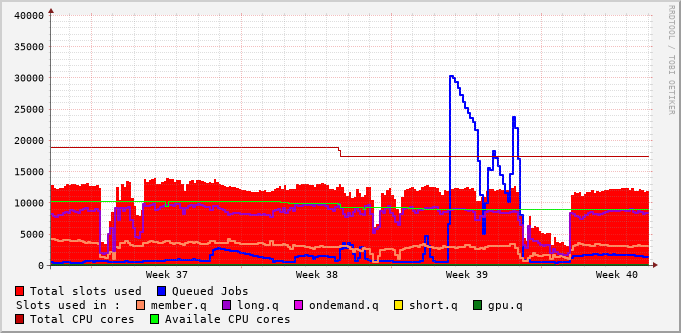 40000
35000
30000
25000
20000
15000
10000
5000
0
Week 37 Week 38 Week 39 Week 40
RRDTOOL / TOBI OETIKER
Total slots used Queued Jobs
Slots used in : member.q long.q ondemand.q short.q gpu.q
Total CPU cores Availale CPU cores